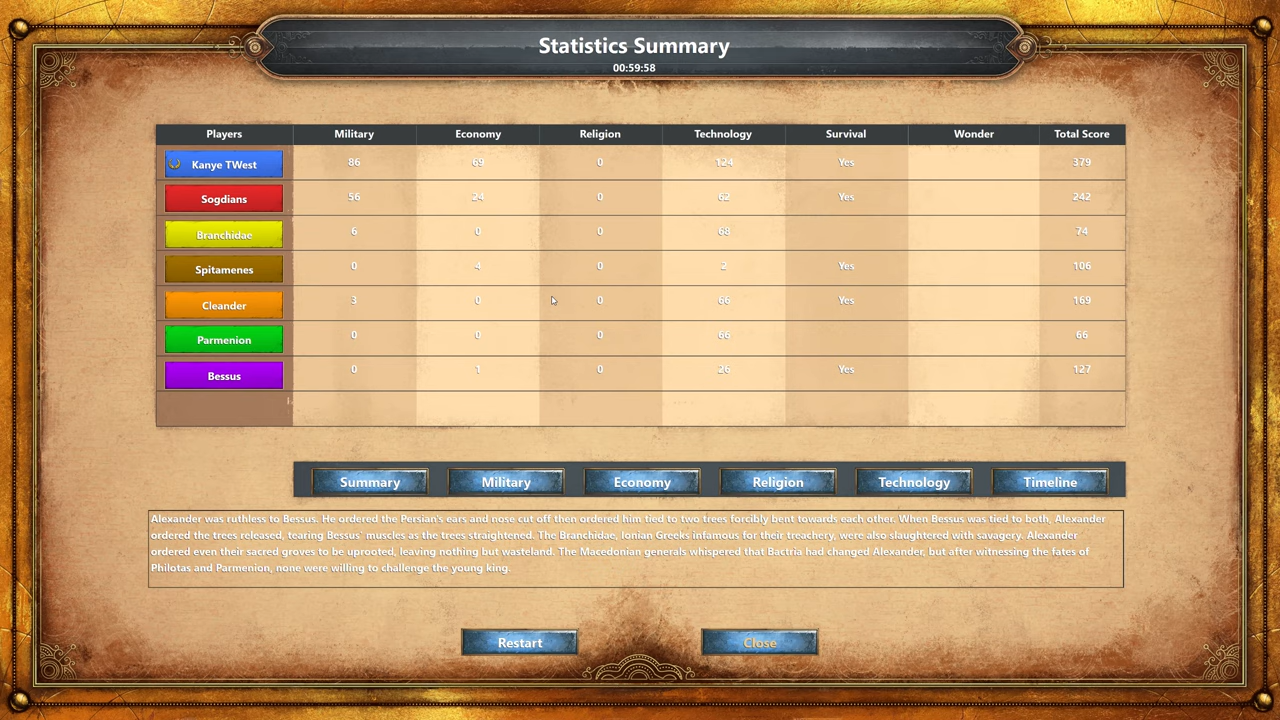 Statistics Summary
00:59:58
Players Military Economy Religion Technology Survival Wonder Total Score
Kanye TWest 86 69 0 124 Yes 379
Sogdians 56 24 0 62 Yes 242
Branchidae 6 0 0 68 74
Spitamenes 0 4 0 2 Yes 106
Cleander 3 0 0 66 Yes 169
Parmenion 0 0 0 66 66
Bessus 0 1 0 26 Yes 127
Summary Military Economy Religion Technology Timeline
Alexander was ruthless to Bessus. He ordered the Persian's ears and nose cut off then ordered him tied to two trees forcibly bent towards each other. When Bessus was tied to both, Alexander
ordered the trees released, tearing Bessus' muscles as the trees straightened. The Branchidae, Ionian Greeks infamous for their treachery, were also slaughtered with savagery. Alexander
ordered even their sacred groves to be uprooted, leaving nothing but wasteland. The Macedonian generals whispered that Bactria had changed Alexander, but after witnessing the fates of
Philotas and Parmenion, none were willing to challenge the young king.
Restart Close